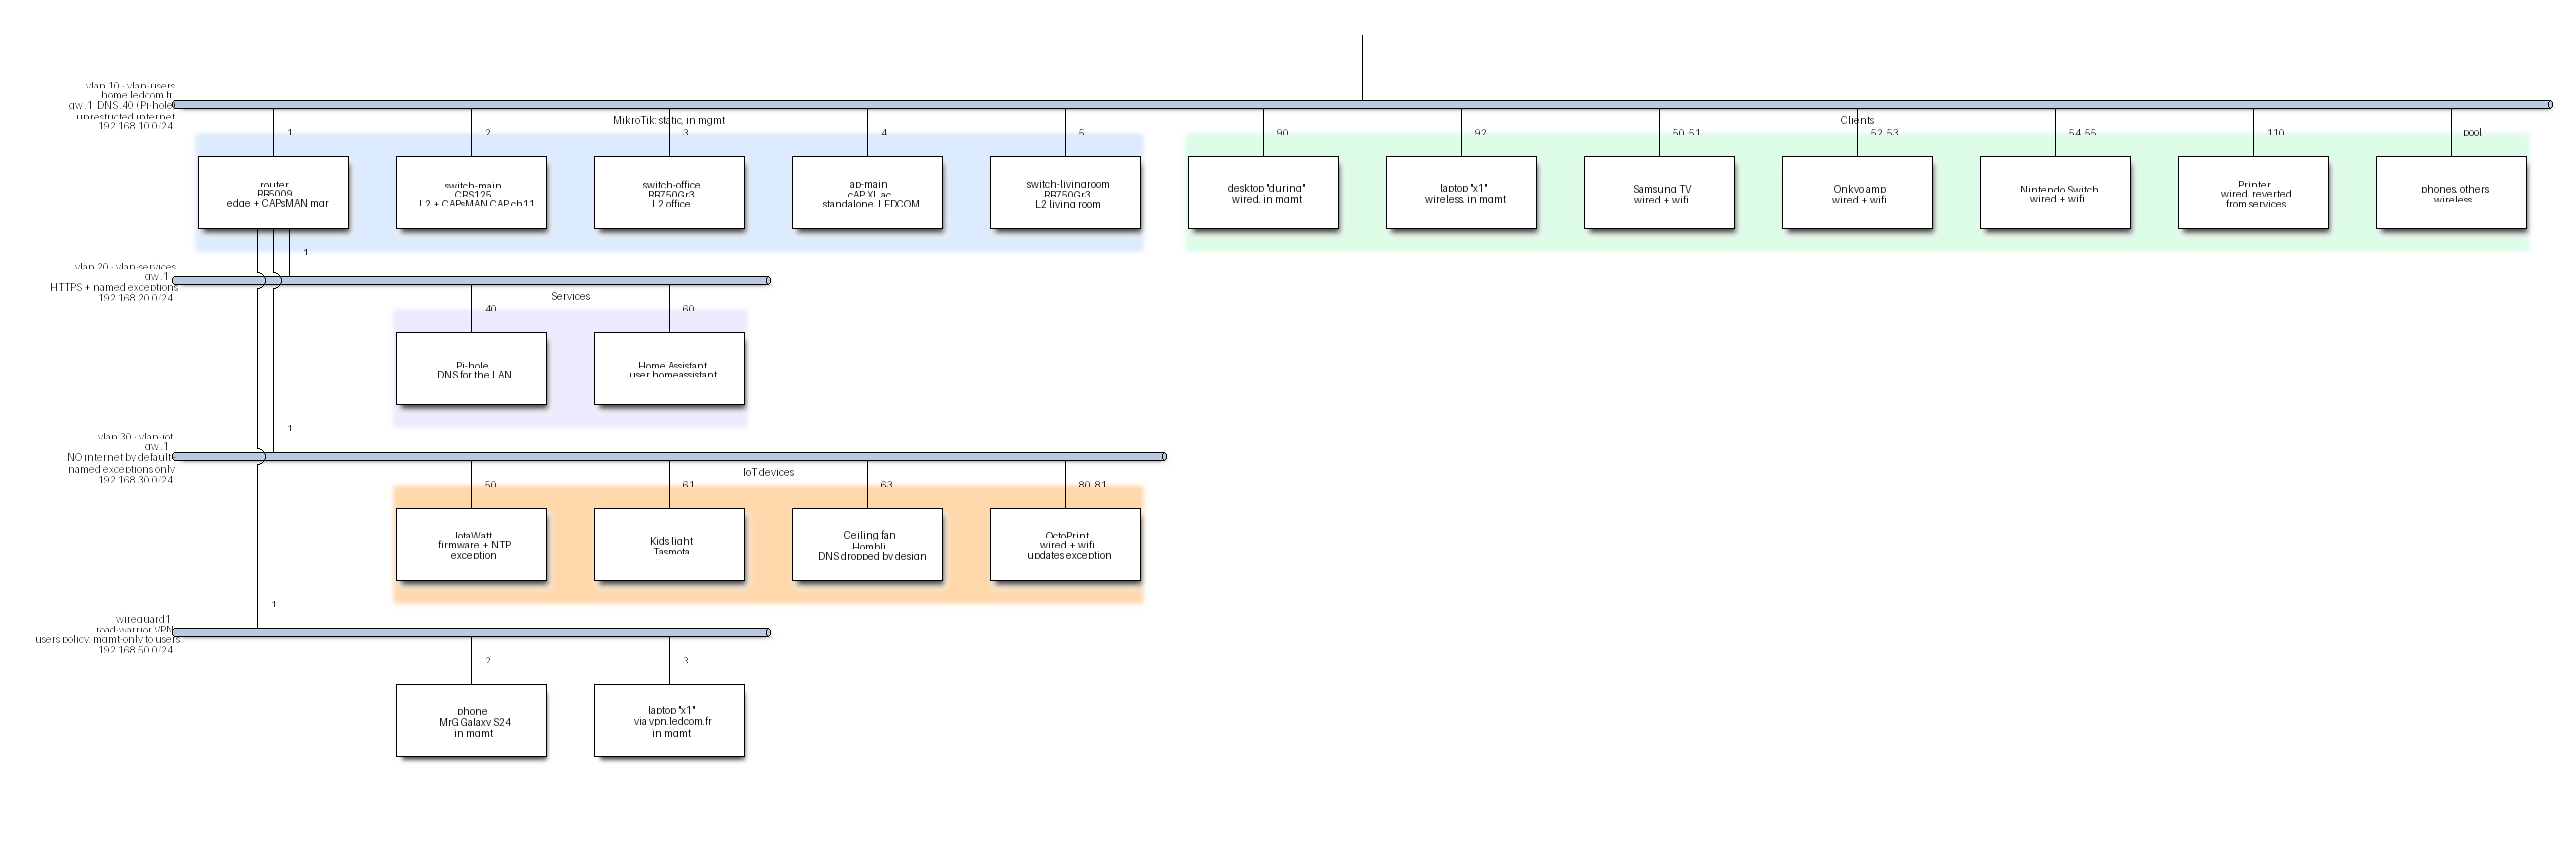 vlan 10 - vlan-users
home.ledcom.fr
gw .1 DNS .40 (Pi-hole)
unrestricted internet
192.168.10.0/24
MikroTik: static, in mgmt
Clients
1
2
3
4
5
90
92
50, 51
52, 53
54, 55
110
pool
router
RB5009
edge + CAPsMAN mgr
switch-main
CRS125
L2 + CAPsMAN CAP ch11
switch-office
RB750Gr3
L2 office
ap-main
cAP XL ac
standalone, LEDCOM
switch-livingroom
RB750Gr3
L2 living room
desktop "during"
wired, in mgmt
laptop "x1"
wireless, in mgmt
Samsung TV
wired + wifi
Onkyo amp
wired + wifi
Nintendo Switch
wired + wifi
Printer
wired, reverted
from services
phones, others
wireless
1
vlan 20 - vlan-services
gw .1
HTTPS + named exceptions
192.168.20.0/24
Services
40
60
Pi-hole
DNS for the LAN
Home Assistant
user homeassistant
1
vlan 30 - vlan-iot
gw .1
NO internet by default
named exceptions only
192.168.30.0/24
IoT devices
50
61
63
80, 81
IotaWatt
firmware + NTP
exception
Kids light
Tasmota
Ceiling fan
Hombli
DNS dropped by design
OctoPrint
wired + wifi
updates exception
1
wireguard1
road-warrior VPN
users policy, mgmt-only to users
192.168.50.0/24
2
3
phone
MrG Galaxy S24
in mgmt
laptop "x1"
via vpn.ledcom.fr
in mgmt